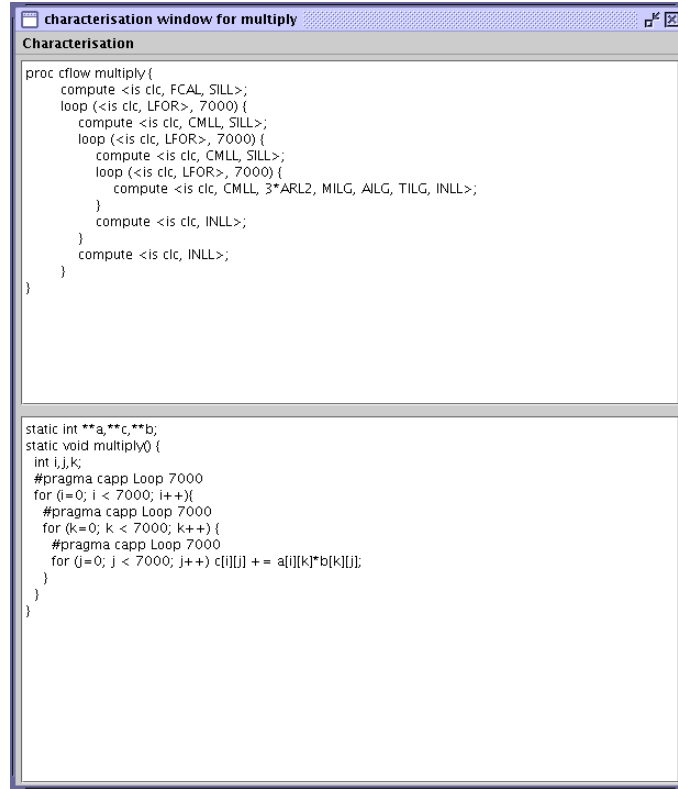 characterisation window for multiply
Characterisation
proc cflow multiply {
compute <is clc, FCAL, SILL>;
loop (<is clc, LFOR>, 7000) {
compute <is clc, CMLL, SILL>;
loop (<is clc, LFOR>, 7000) {
compute <is clc, CMLL, SILL>;
loop (<is clc, LFOR>, 7000) {
compute <is clc, CMLL, 3*ARL2, MILG, AILG, TILG, INLL>;
}
compute <is clc, INLL>;
}
compute <is clc, INLL>;
}
}
static int **a,**c,**b;
static void multiply() {
int i,j,k;
#pragma capp Loop 7000
for (i=0; i < 7000; i++){
#pragma capp Loop 7000
for (k=0; k < 7000; k++) {
#pragma capp Loop 7000
for (j=0; j < 7000; j++) c[i][j] += a[i][k]*b[k][j];
}
}
}